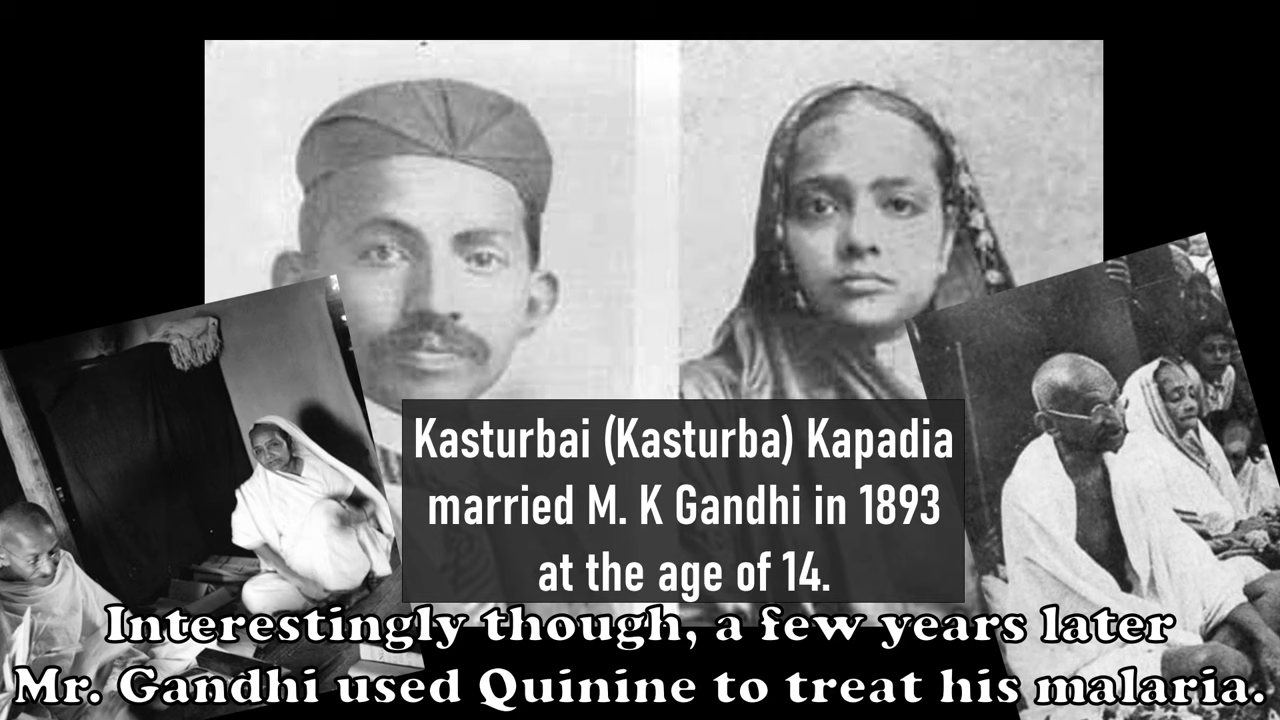 Kasturbai (Kasturba) Kapadia
married M. K Gandhi in 1893
at the age of 14.
Interestingly though, a few years later
Mr. Gandhi used Quinine to treat his malaria.